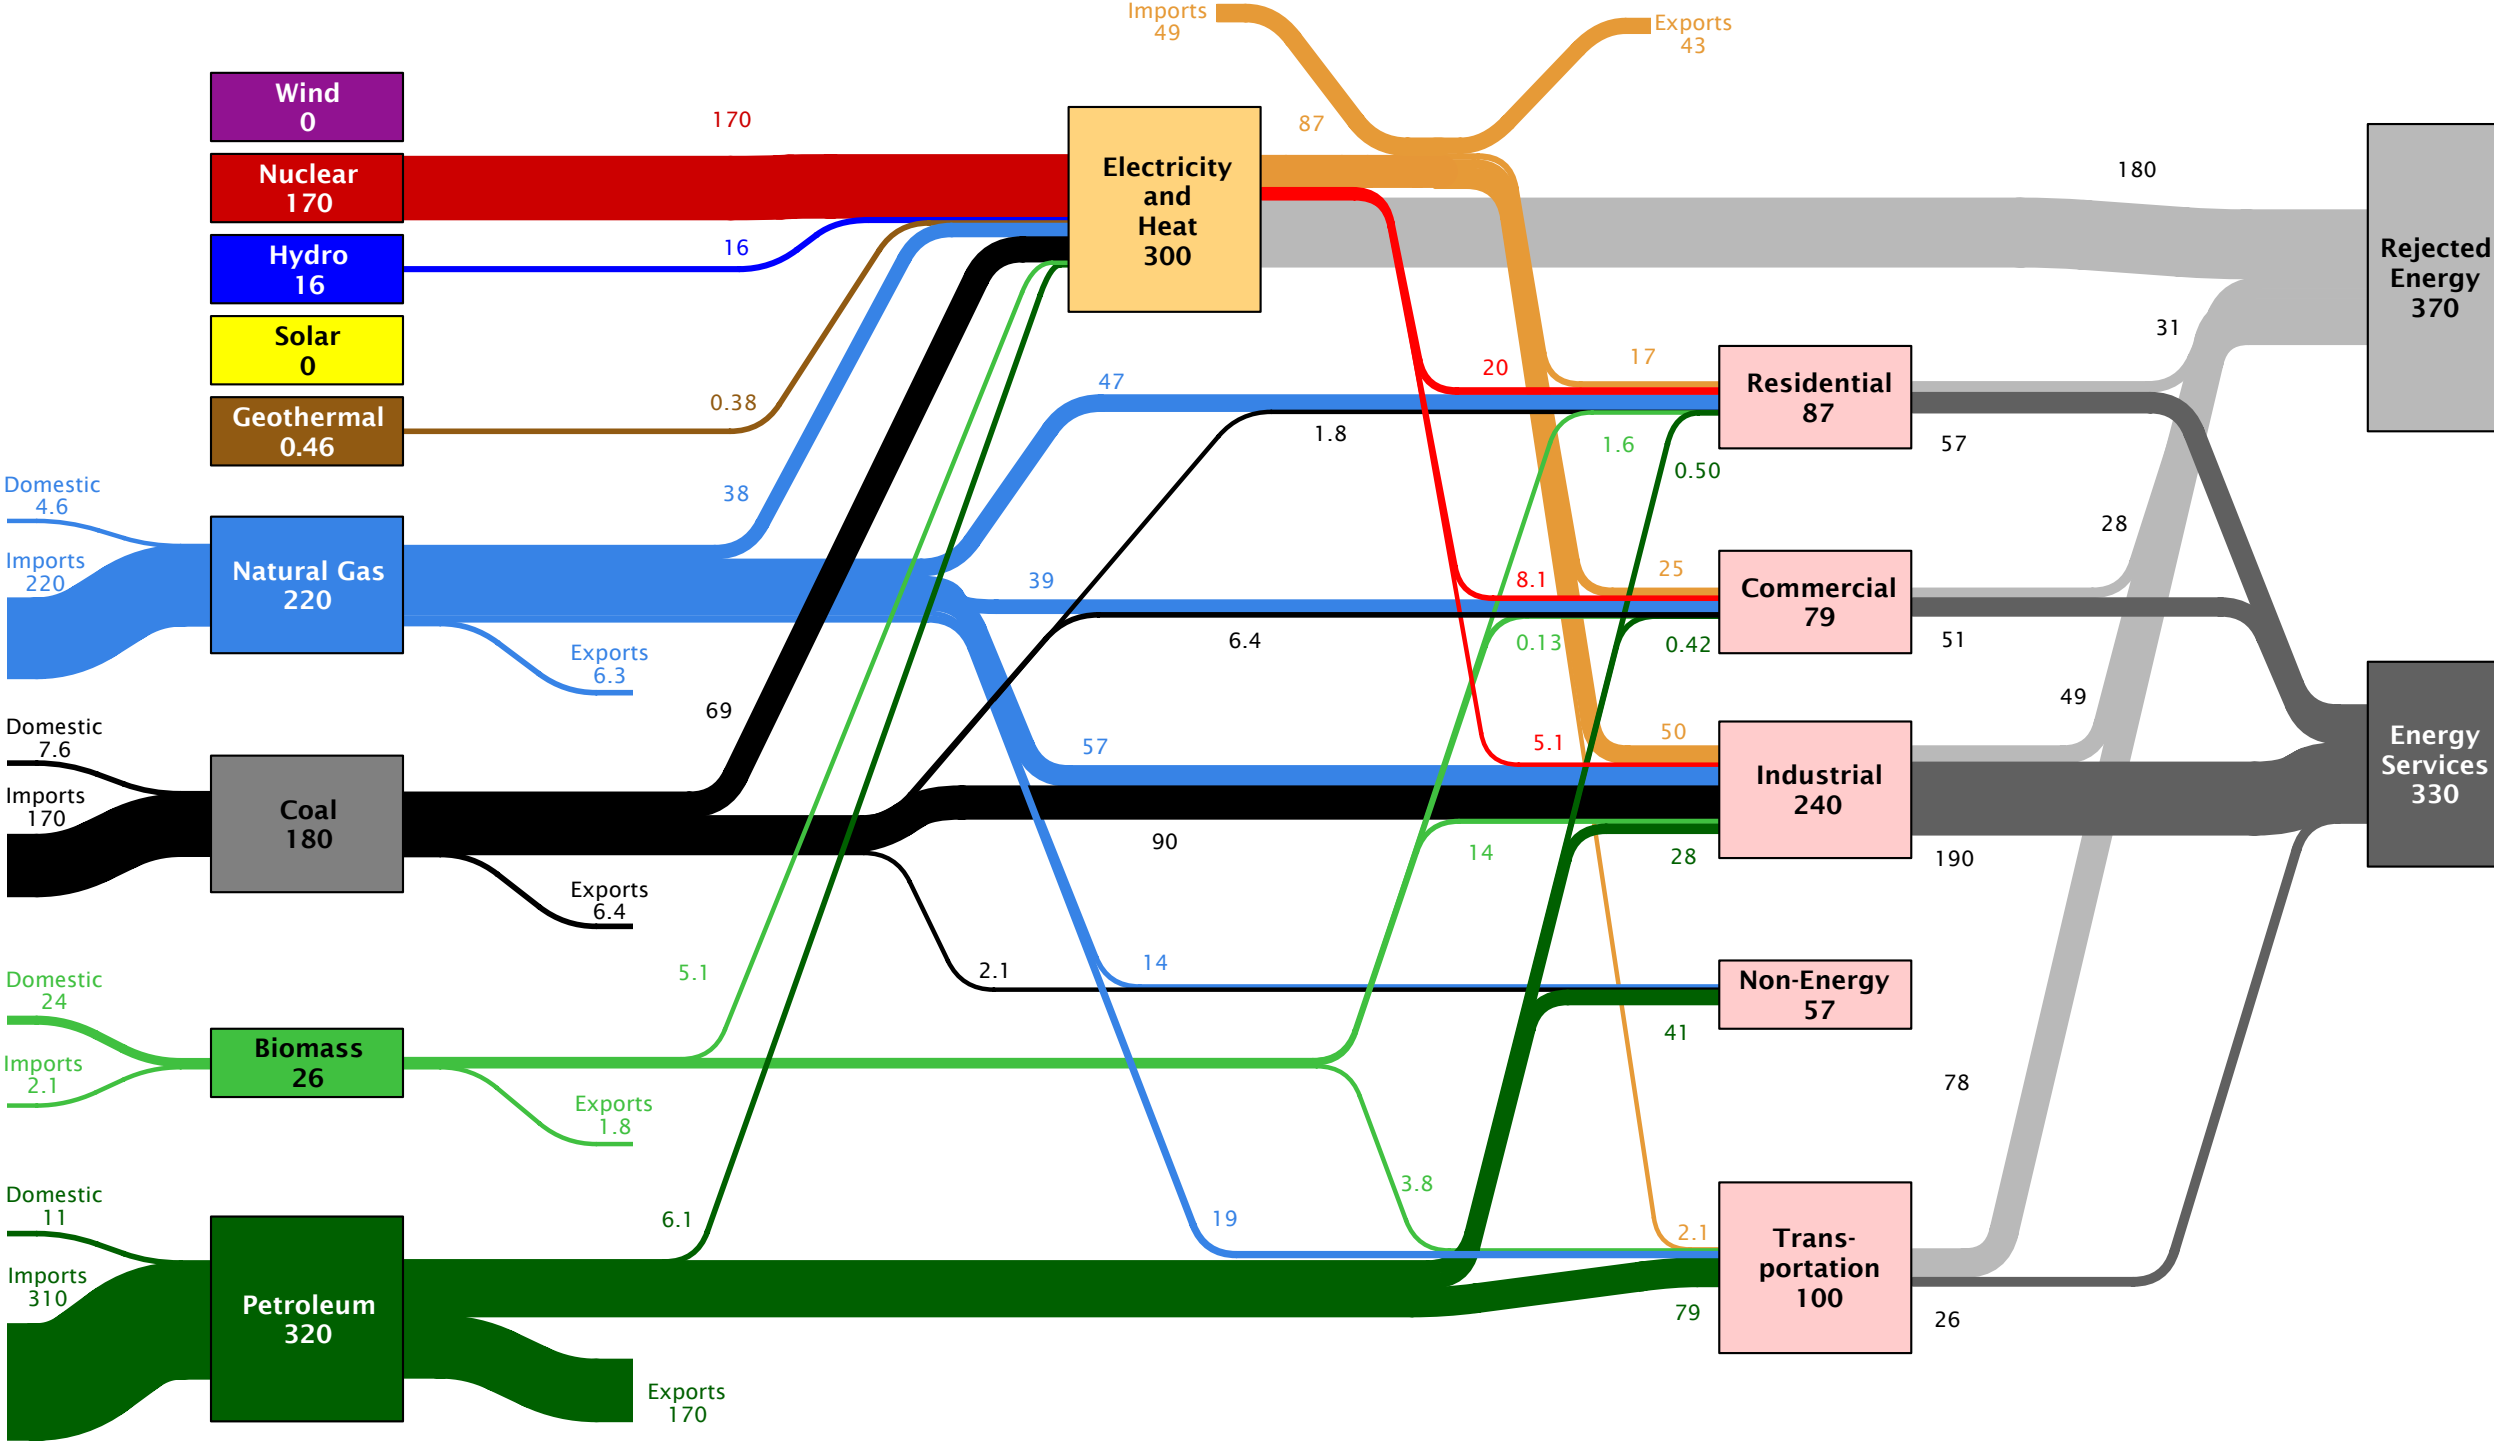 Imports
49
Exports
43
Wind
0
Nuclear
170
Hydro
16
Solar
0
Geothermal
0.46
170
16
0.38
Electricity
and
Heat
300
87
180
Rejected
Energy
370
Domestic
4.6
Imports
220
Natural Gas
220
Exports
6.3
38
47
39
57
14
19
Domestic
7.6
Imports
170
Coal
180
Exports
6.4
69
1.8
6.4
90
2.1
Domestic
24
Imports
2.1
Biomass
26
Exports
1.8
5.1
1.6
0.13
14
3.8
Domestic
11
Imports
310
Petroleum
320
Exports
170
6.1
0.50
0.42
28
41
79
20
8.1
5.1
17
25
50
2.1
Residential
87
Commercial
79
Industrial
240
Non-Energy
57
Trans-
portation
100
31
57
28
51
49
190
78
26
Energy
Services
330